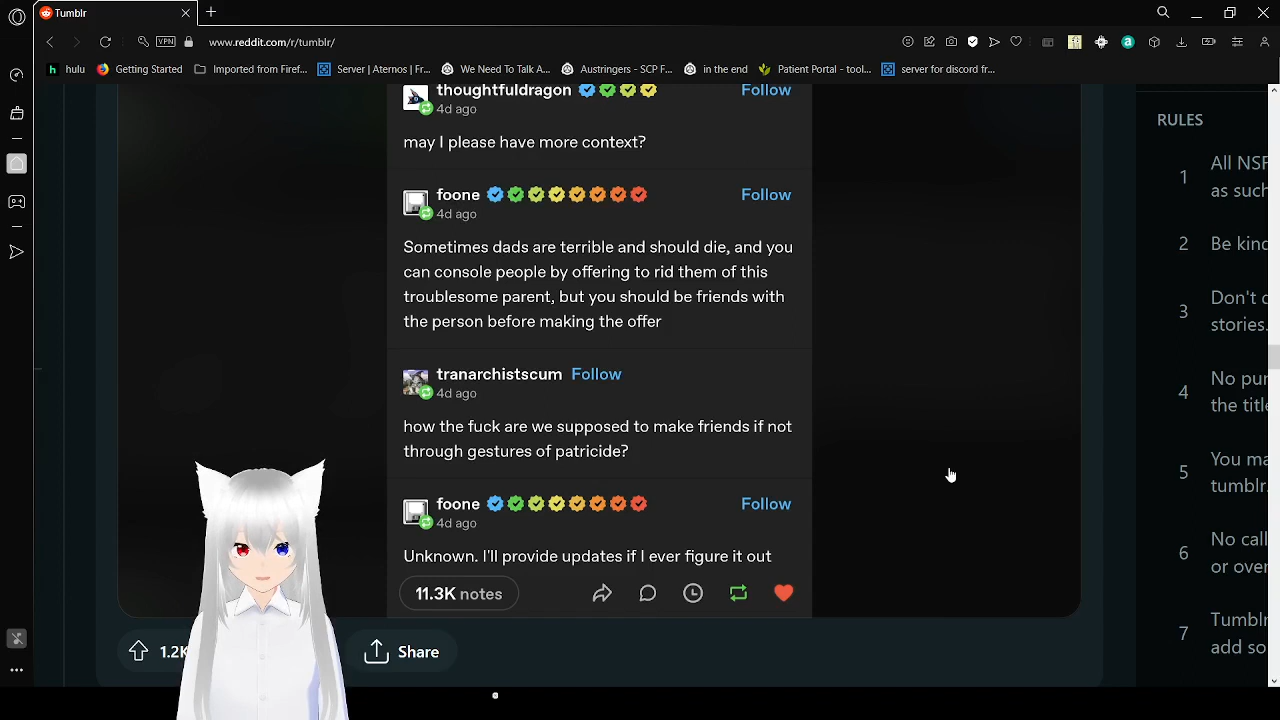 Tumblr
VPN
www.reddit.com/r/tumblr/
hulu
Getting Started
Imported from Firef...
Server | Aternos | Fr...
We Need To Talk A...
Austringers - SCP F...
in the end
Patient Portal - tool...
server for discord fr...
thoughtfuldragon
Follow
4d ago
may I please have more context?
foone
Follow
4d ago
Sometimes dads are terrible and should die, and you
can console people by offering to rid them of this
troublesome parent, but you should be friends with
the person before making the offer
tranarchistscum Follow
4d ago
how the fuck are we supposed to make friends if not
through gestures of patricide?
foone
Follow
4d ago
Unknown. I'll provide updates if I ever figure it out
11.3K notes
1.2K
Share
RULES
1
All NSF
as such
2
Be kind
3
Don't
stories.
4
No pur
the title
5
You ma
tumblr.
6
No call
or over
7
Tumblr
add so